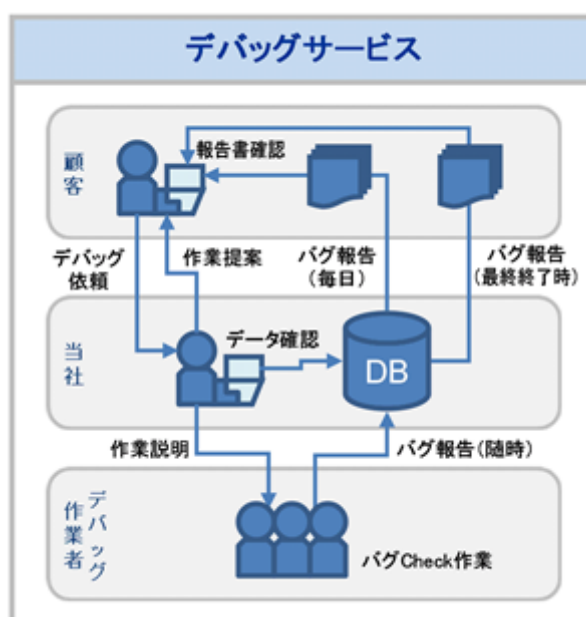 デバッグサービス
顧客
報告書確認
デバッグ
依頼
作業提案
バグ報告
(毎日)
バグ報告
(最終終了時)
当社
データ確認
DB
作業説明
バグ報告(随時)
デバッグ
作業者
バグCheck作業